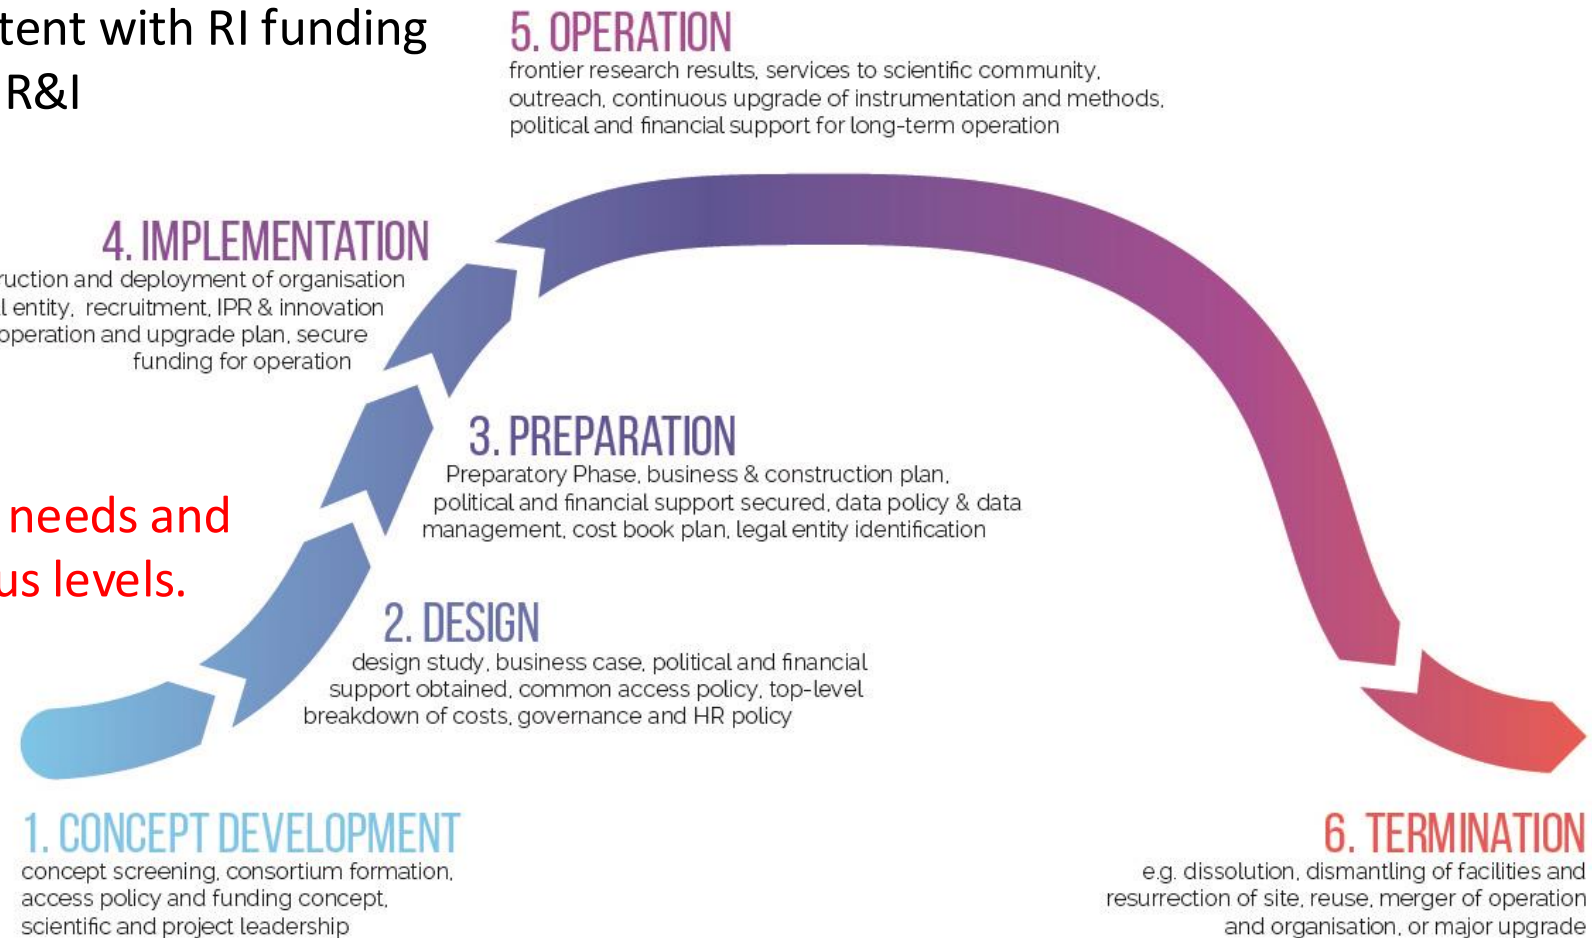 tent with RI funding
R&I
5. OPERATION
frontier research results, services to scientific community,
outreach, continuous upgrade of instrumentation and methods,
political and financial support for long-term operation
4. IMPLEMENTATION
ruction and deployment of organisation
l entity, recruitment, IPR & innovation
operation and upgrade plan, secure
funding for operation
3. PREPARATION
Preparatory Phase, business & construction plan,
political and financial support secured, data policy & data
management, cost book plan, legal entity identification
needs and
us levels.
2. DESIGN
design study, business case, political and financial
support obtained, common access policy, top-level
breakdown of costs, governance and HR policy
1. CONCEPT DEVELOPMENT
concept screening, consortium formation,
access policy and funding concept,
scientific and project leadership
6. TERMINATION
e.g. dissolution, dismantling of facilities and
resurrection of site, reuse, merger of operation
and organisation, or major upgrade